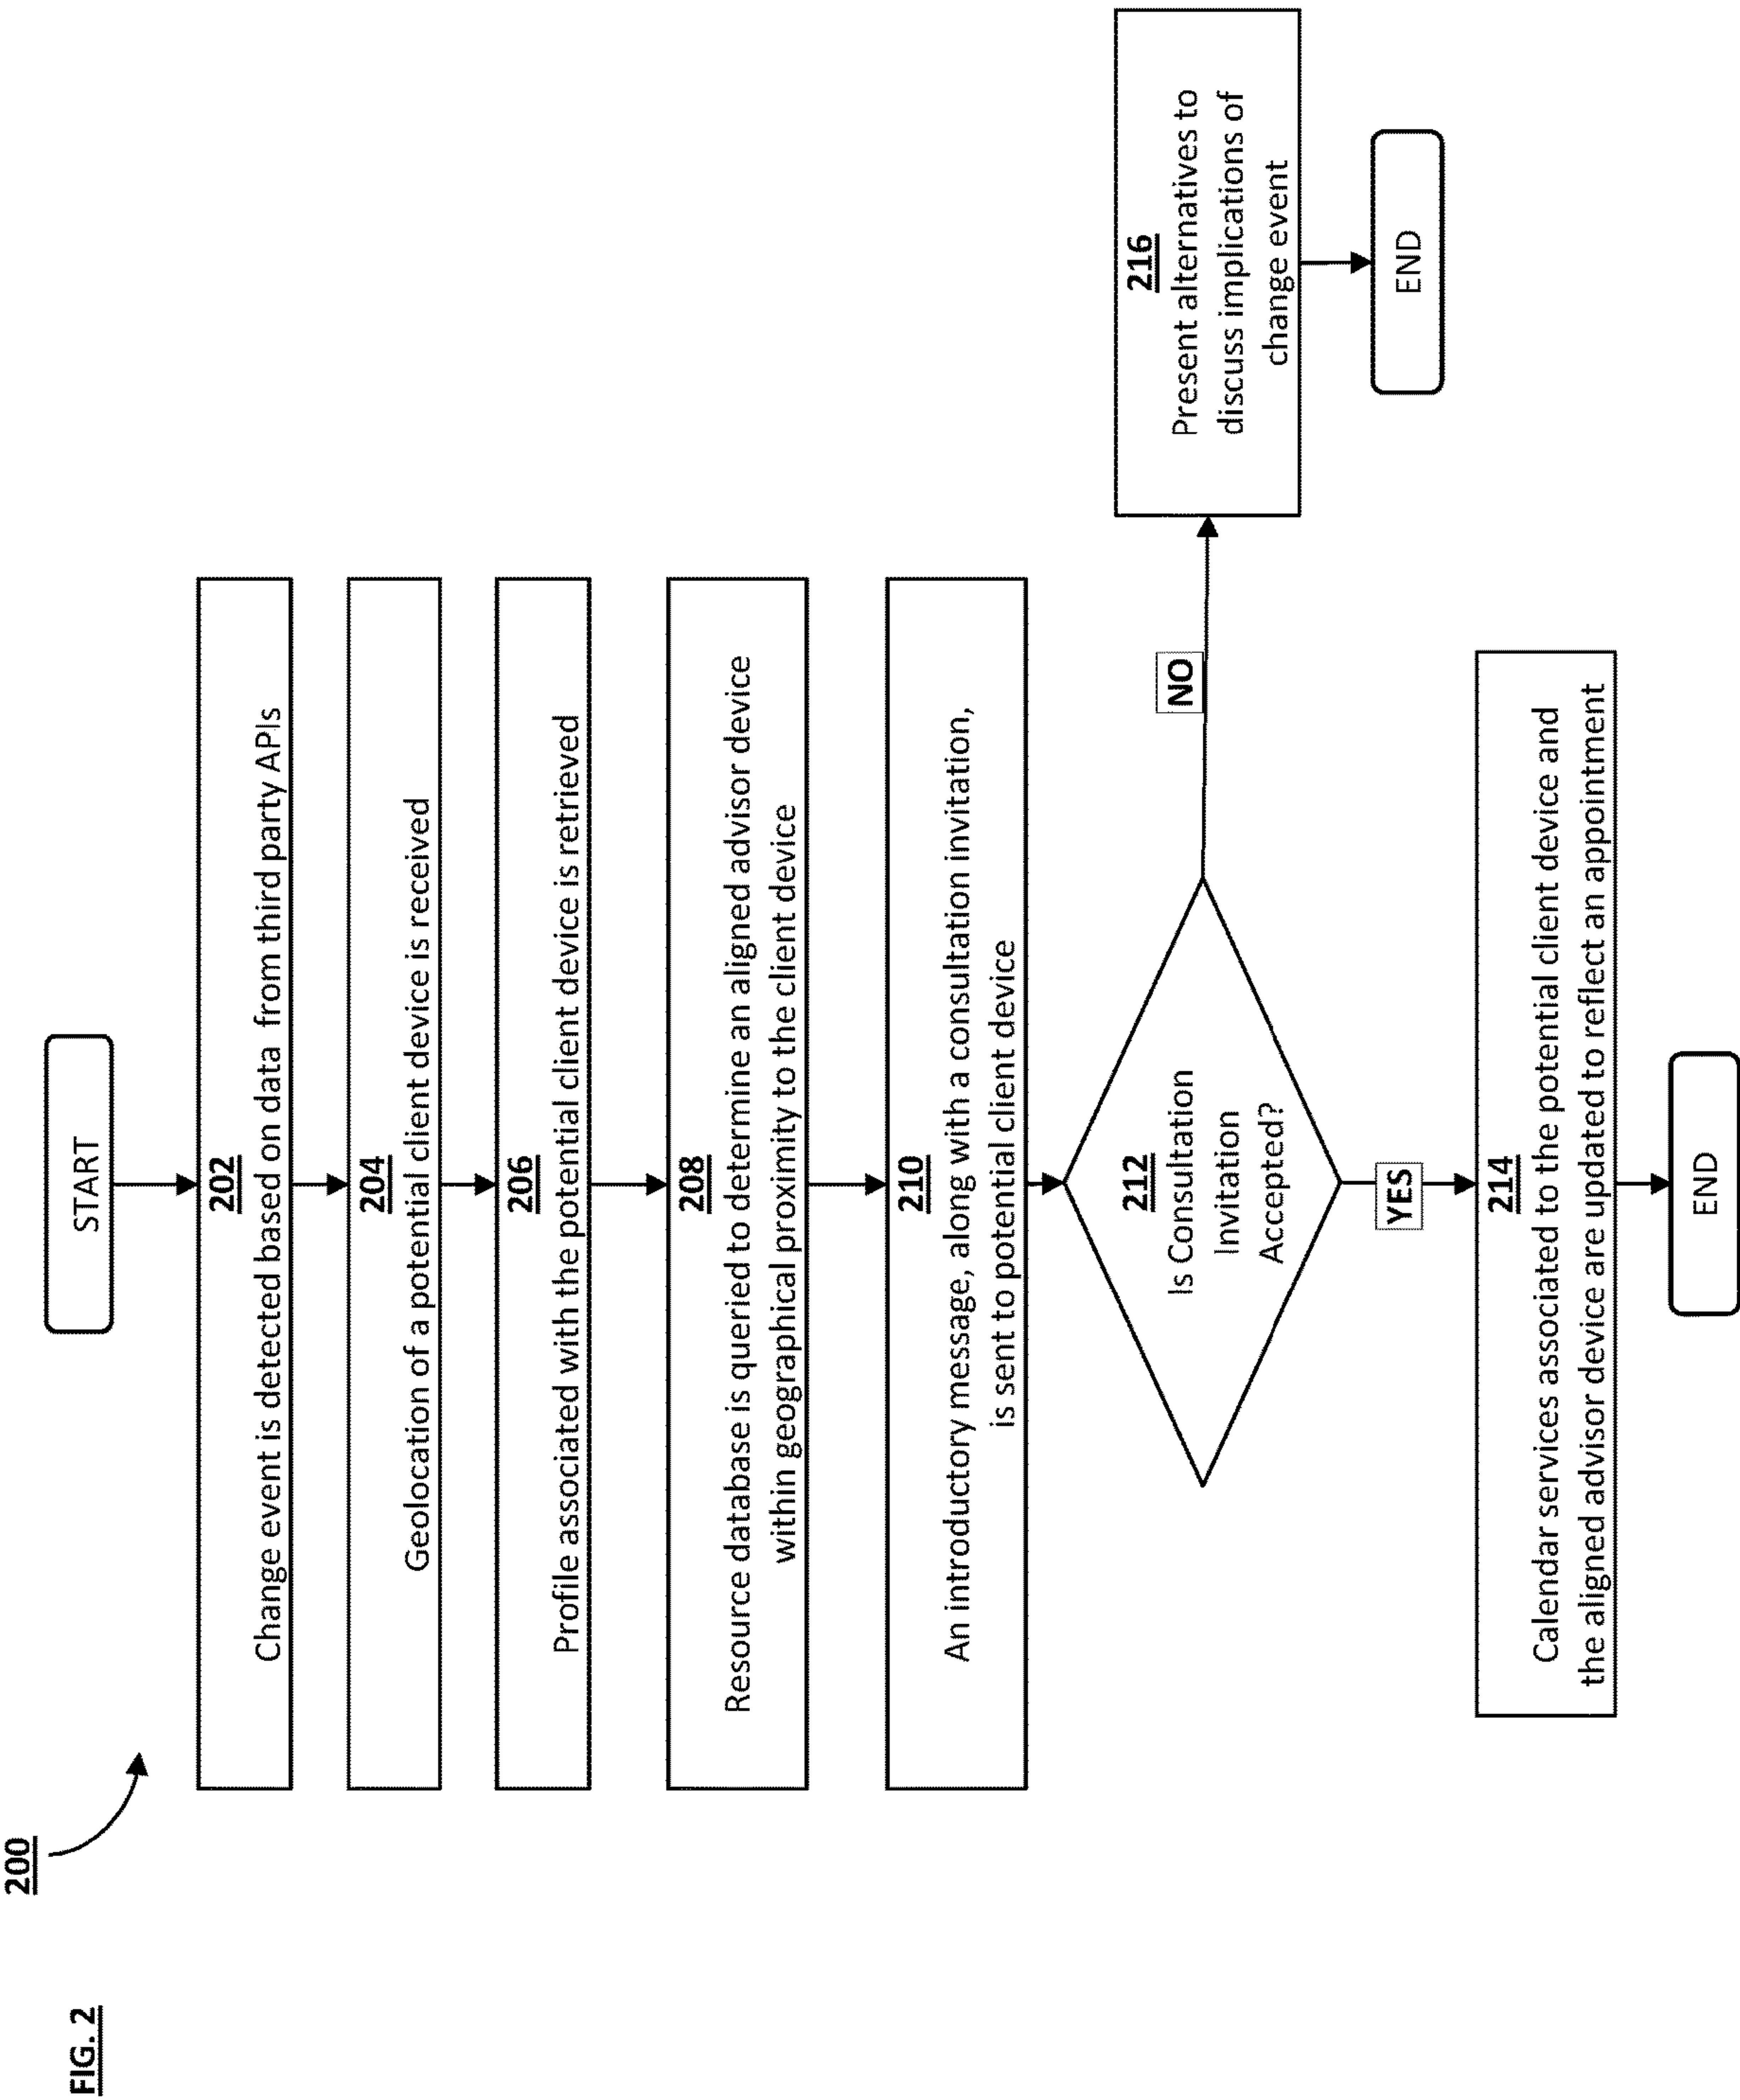 FIG. 2
200
START
202
Change event is detected based on data from third party APIs
204
Geolocation of a potential client device is received
206
Profile associated with the potential client device is retrieved
208
Resource database is queried to determine an aligned advisor device
within geographical proximity to the client device
210
An introductory message, along with a consultation invitation,
is sent to potential client device
212
Is Consultation
Invitation
Accepted?
NO
216
Present alternatives to
discuss implications of
change event
END
YES
214
Calendar services associated to the potential client device and
the aligned advisor device are updated to reflect an appointment
END